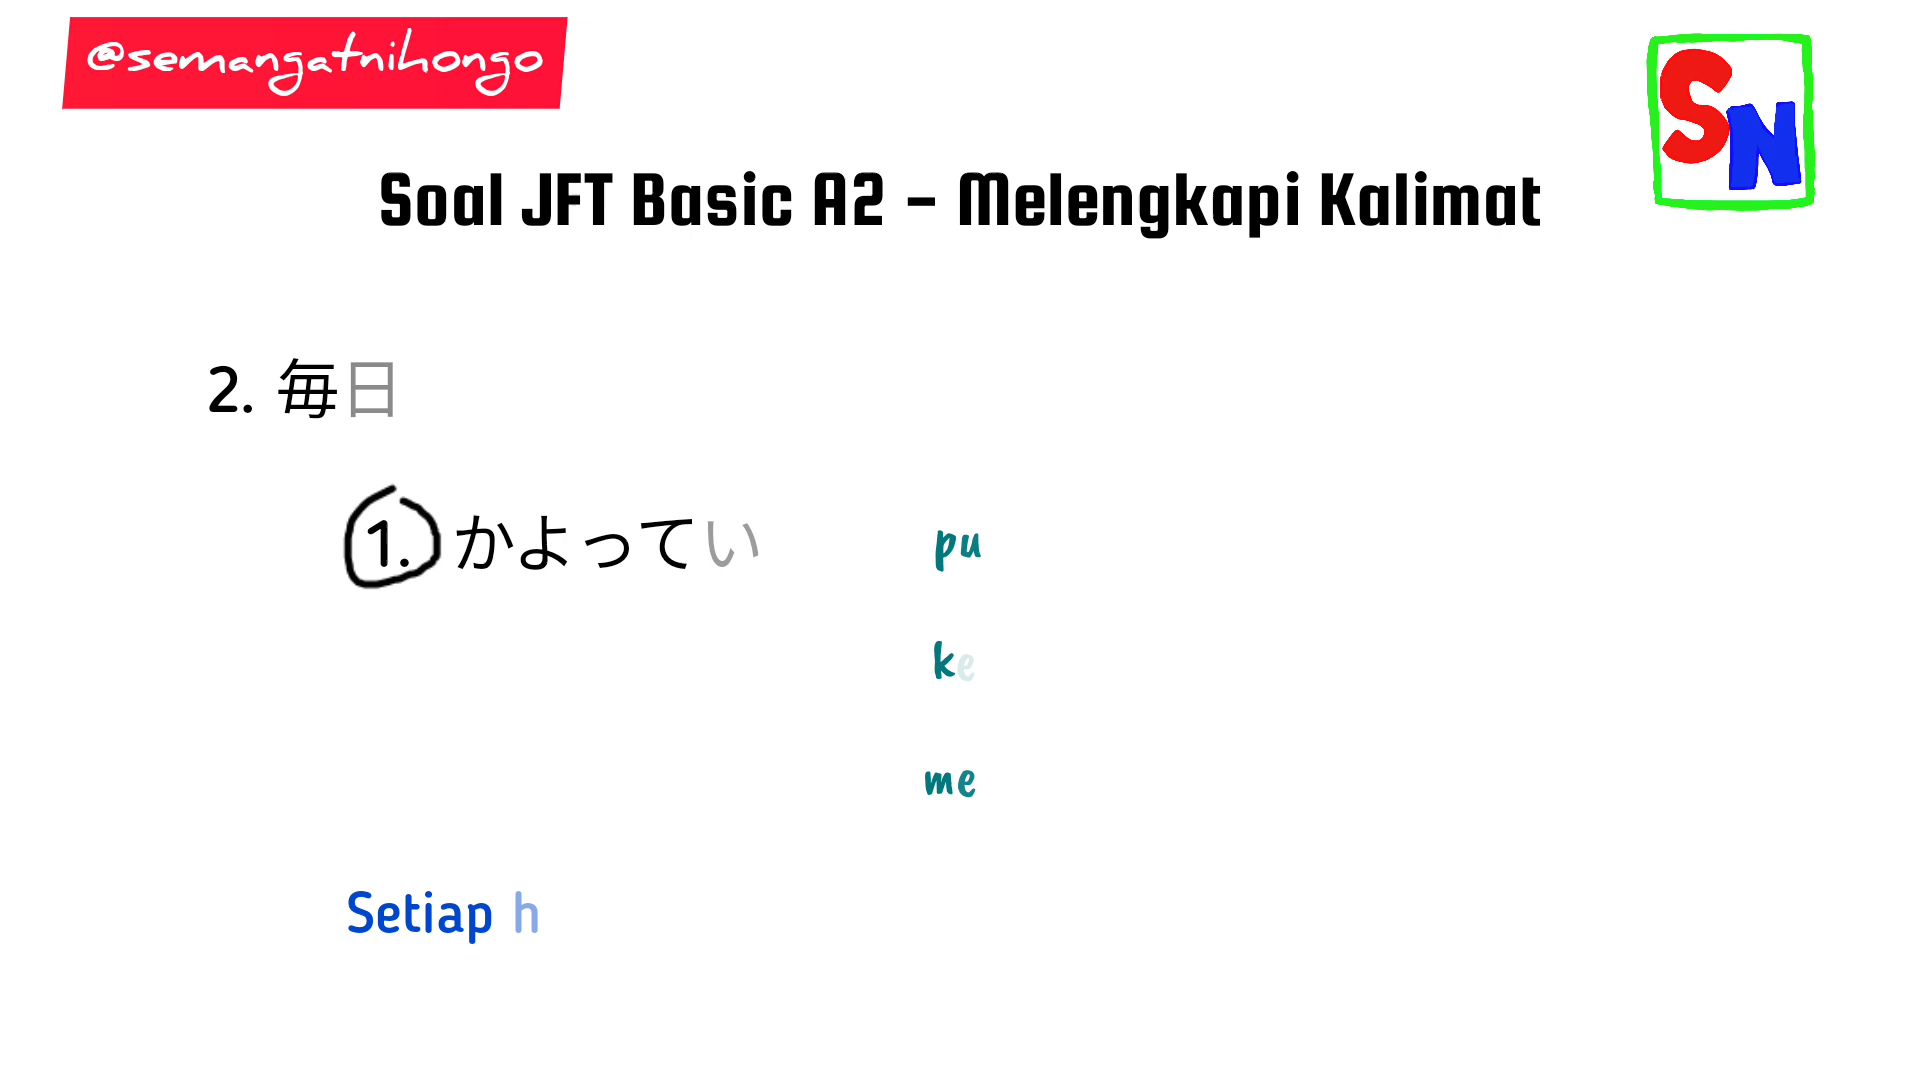 @semangatnihongo
SN
Soal JFT Basic A2 - Melengkapi Kalimat
2. 毎日
1. かよってい pu
ke
me
Setiap h